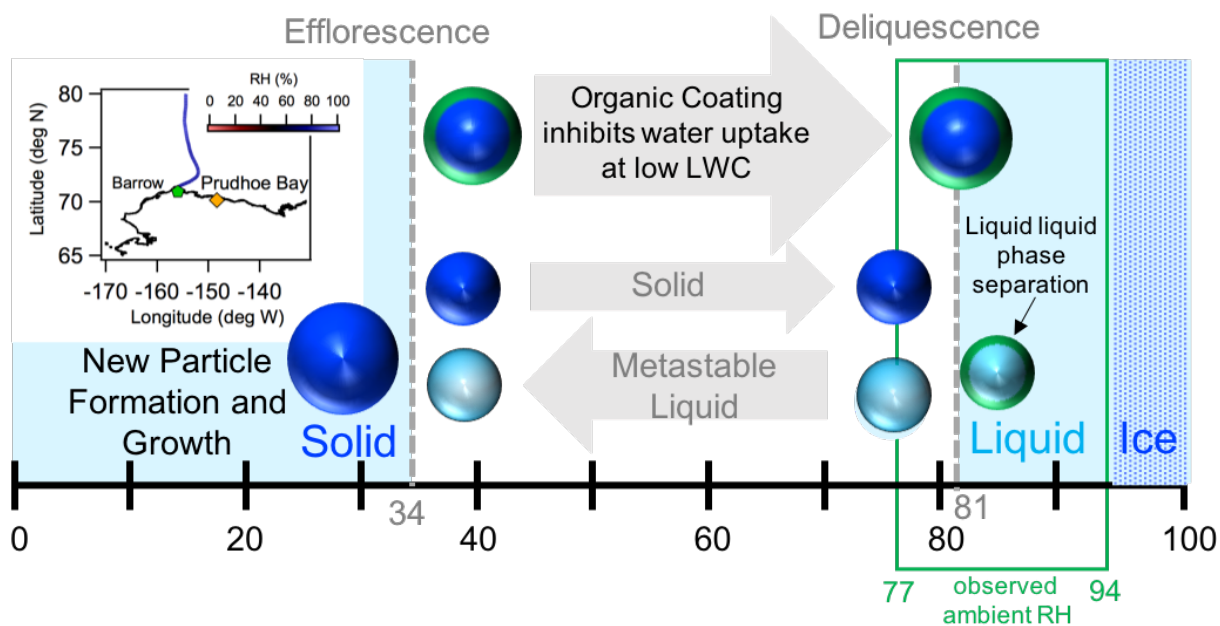 Efflorescence
Deliquescence
RH (%)
0 20 40 60 80 100
80
75
70
65
Latitude (deg N)
Barrow
Prudhoe Bay
-170 -160 -150 -140
Longitude (deg W)
Organic Coating
inhibits water uptake
at low LWC
Liquid liquid
phase
separation
Solid
Metastable
Liquid
New Particle
Formation and
Growth
Solid
Liquid
Ice
34
81
0 20 40 60 80 100
77
observed
ambient RH
94